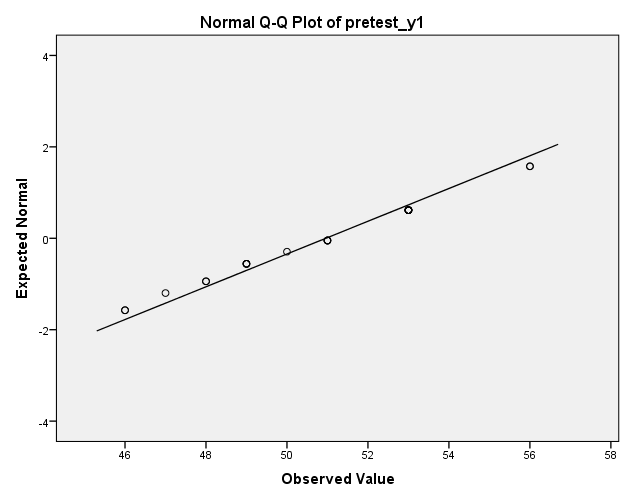 Normal Q-Q Plot of pretest_y1
Expected Normal
4
2
0
-2
-4
46 48 50 52 54 56 58
Observed Value